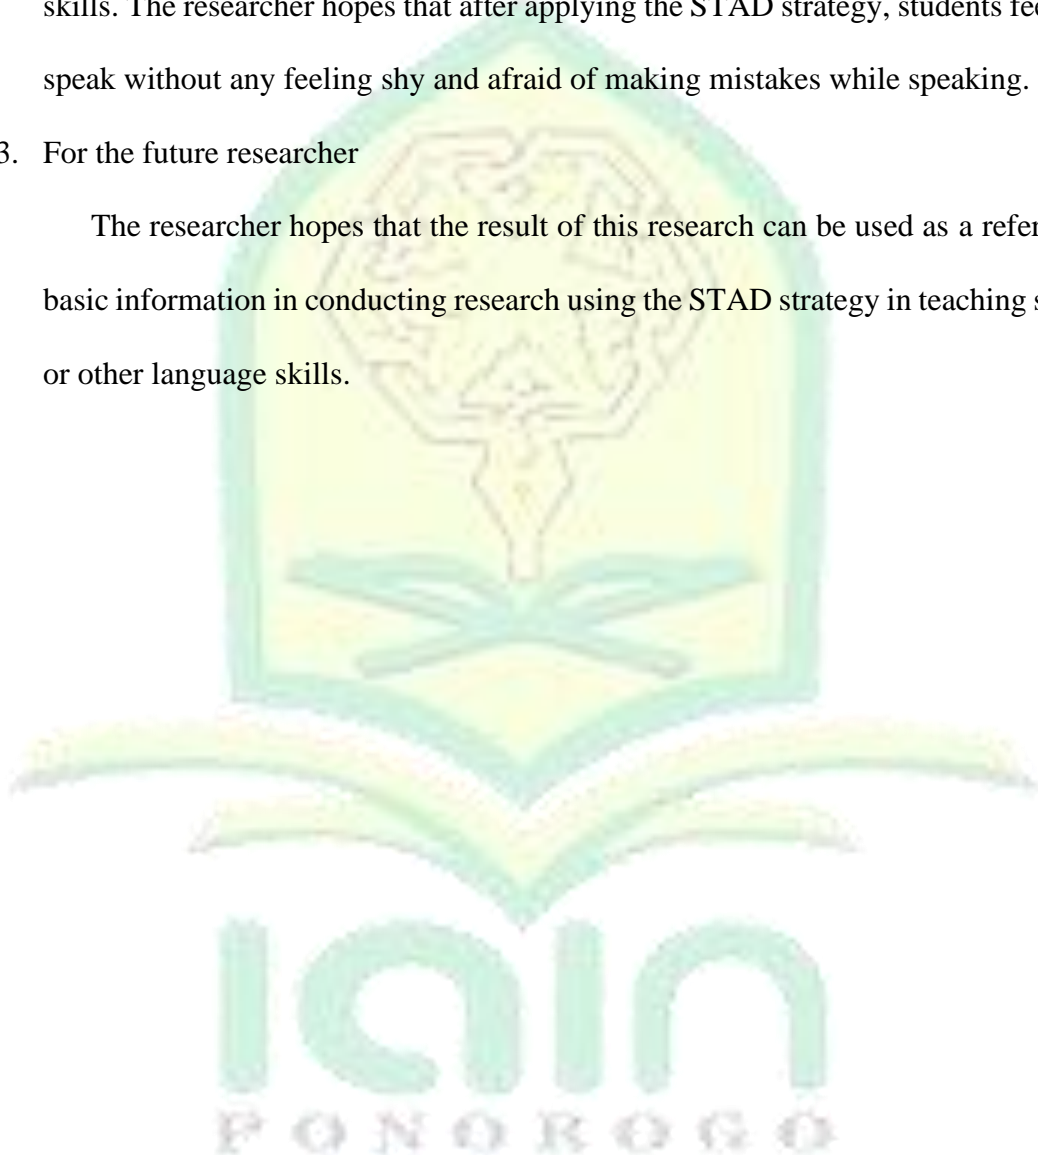 skills. The researcher hopes that after applying the STAD strategy, students
speak without any feeling shy and afraid of making mistakes while speaking.
3. For the future researcher
The researcher hopes that the result of this research can be used as a
basic information in conducting research using the STAD strategy in teaching
or other language skills.
iain
PONOROGO